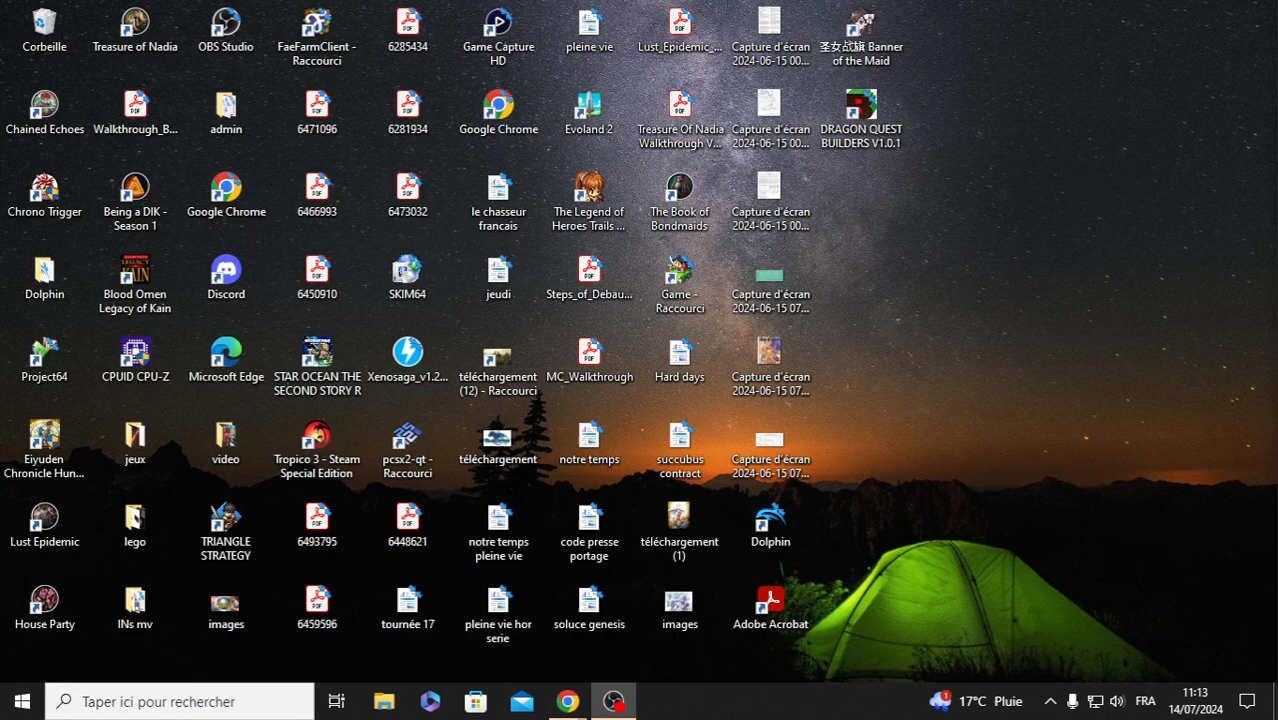 Corbeille
Treasure of Nadia
OBS Studio
FaeFarmClient -
Raccourci
6285434
Game Capture
HD
pleine vie
Lust_Epidemic_...
Capture d'écran
2024-06-15 00...
圣女战旗 Banner
of the Maid
Chained Echoes
Walkthrough_B...
admin
6471096
6281934
Google Chrome
Evoland 2
Treasure Of Nadia
Walkthrough V...
Capture d'écran
2024-06-15 00...
DRAGON QUEST
BUILDERS V1.0.1
Chrono Trigger
Being a DIK -
Season 1
Google Chrome
6466993
6473032
le chasseur
francais
The Legend of
Heroes Trails ...
The Book of
Bondmaids
Capture d'écran
2024-06-15 00...
Dolphin
Blood Omen
Legacy of Kain
Discord
6450910
SKIM64
jeudi
Steps_of_Debau...
Game -
Raccourci
Capture d'écran
2024-06-15 07...
Project64
CPUID CPU-Z
Microsoft Edge
STAR OCEAN THE
SECOND STORY R
Xenosaga_v1.2...
téléchargement
(12) - Raccourci
MC_Walkthrough
Hard days
Capture d'écran
2024-06-15 07...
Eiyuden
Chronicle Hun...
jeux
video
Tropico 3 - Steam
Special Edition
pcsx2-qt -
Raccourci
téléchargement
notre temps
succubus
contract
Capture d'écran
2024-06-15 07...
Lust Epidemic
lego
TRIANGLE
STRATEGY
6493795
6448621
notre temps
pleine vie
code presse
portage
téléchargement
(1)
Dolphin
House Party
INs mv
images
6459596
tournée 17
pleine vie hor
serie
soluce genesis
images
Adobe Acrobat
Taper ici pour rechercher
1
17°C Pluie
FRA
11:13
14/07/2024